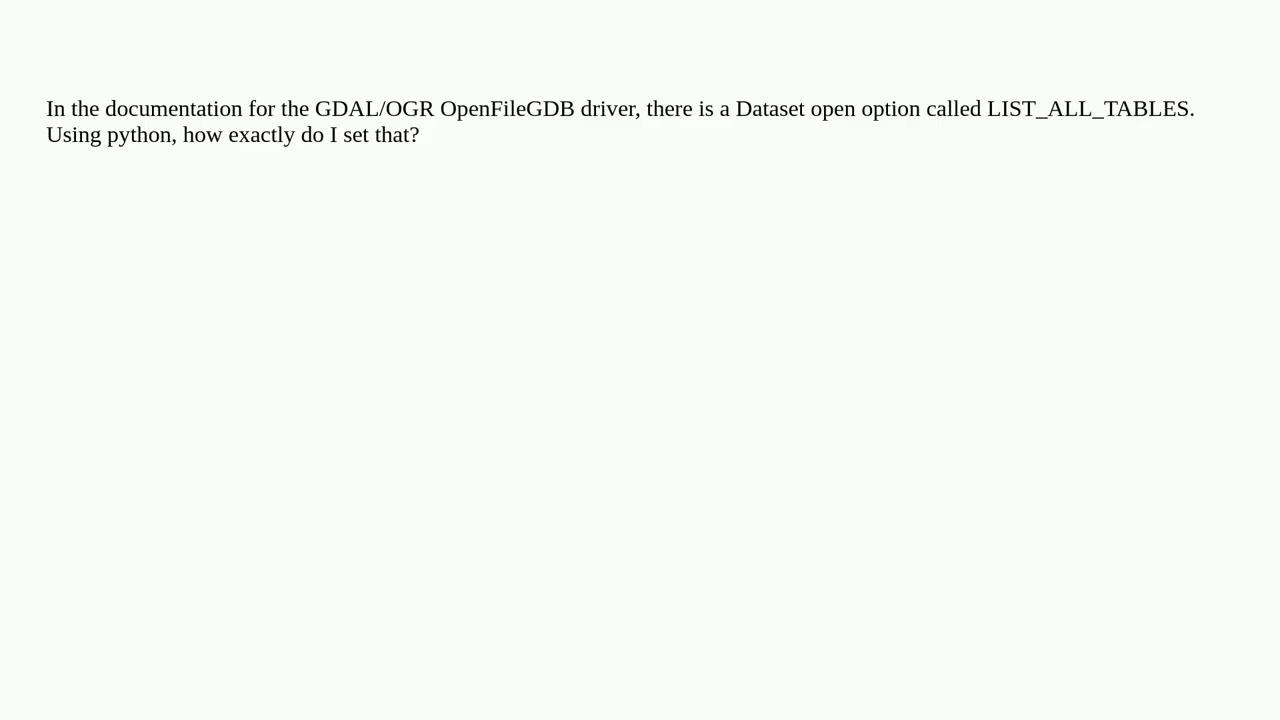 In the documentation for the GDAL/OGR OpenFileGDB driver, there is a Dataset open option called LIST_ALL_TABLES.
Using python, how exactly do I set that?